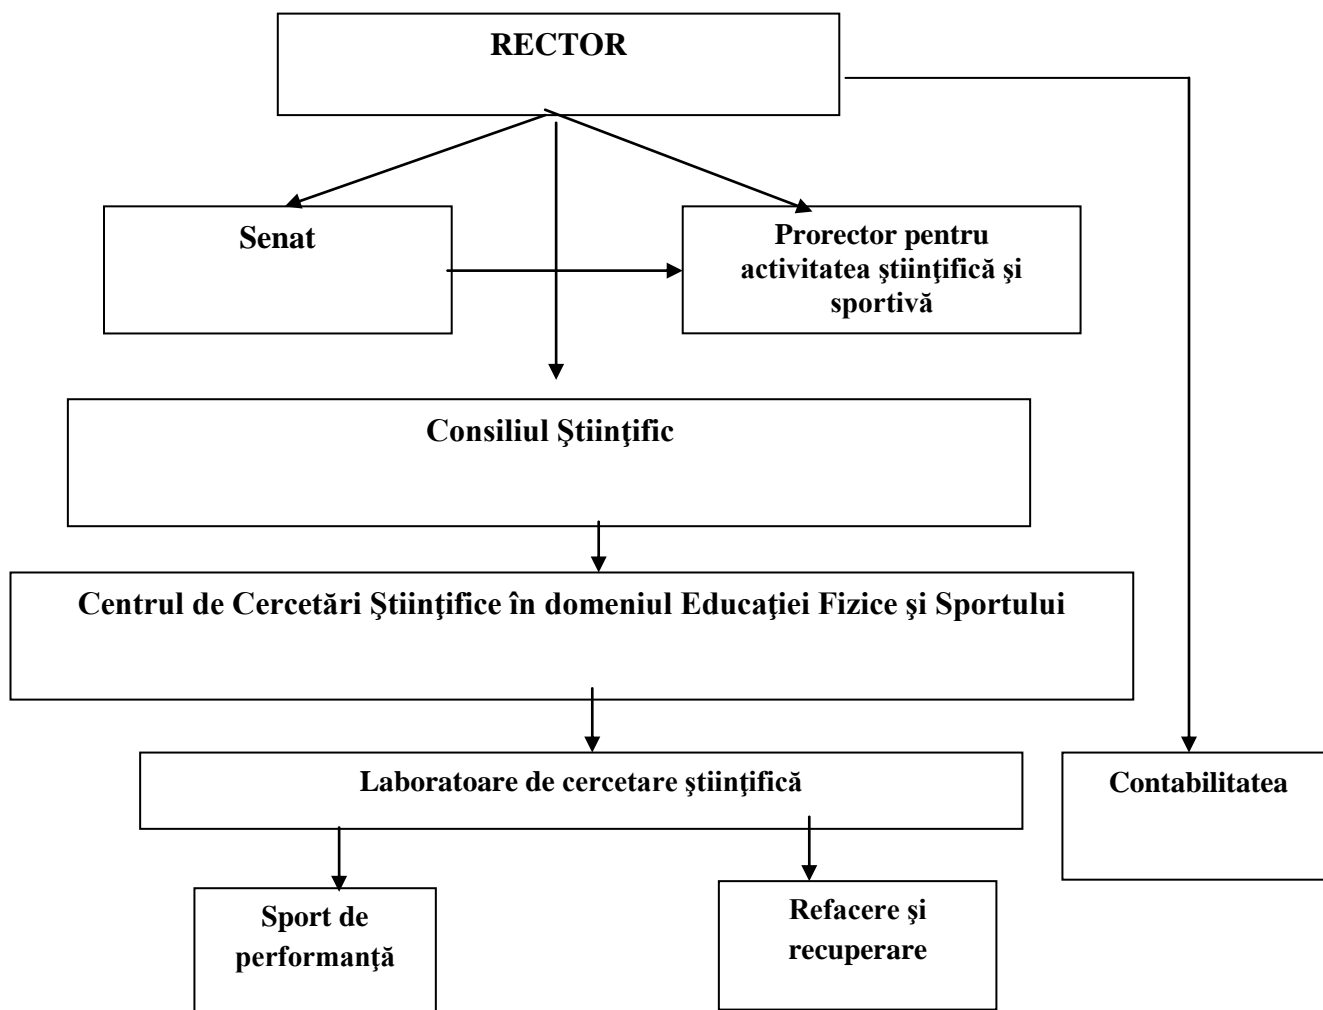 RECTOR
Senat
Prorector pentru
activitatea ştiinţifică şi
sportivă
Consiliul Ştiinţific
Centrul de Cercetări Ştiinţifice în domeniul Educaţiei Fizice şi Sportului
Laboratoare de cercetare ştiinţifică
Contabilitatea
Sport de
performanţă
Refacere şi
recuperare